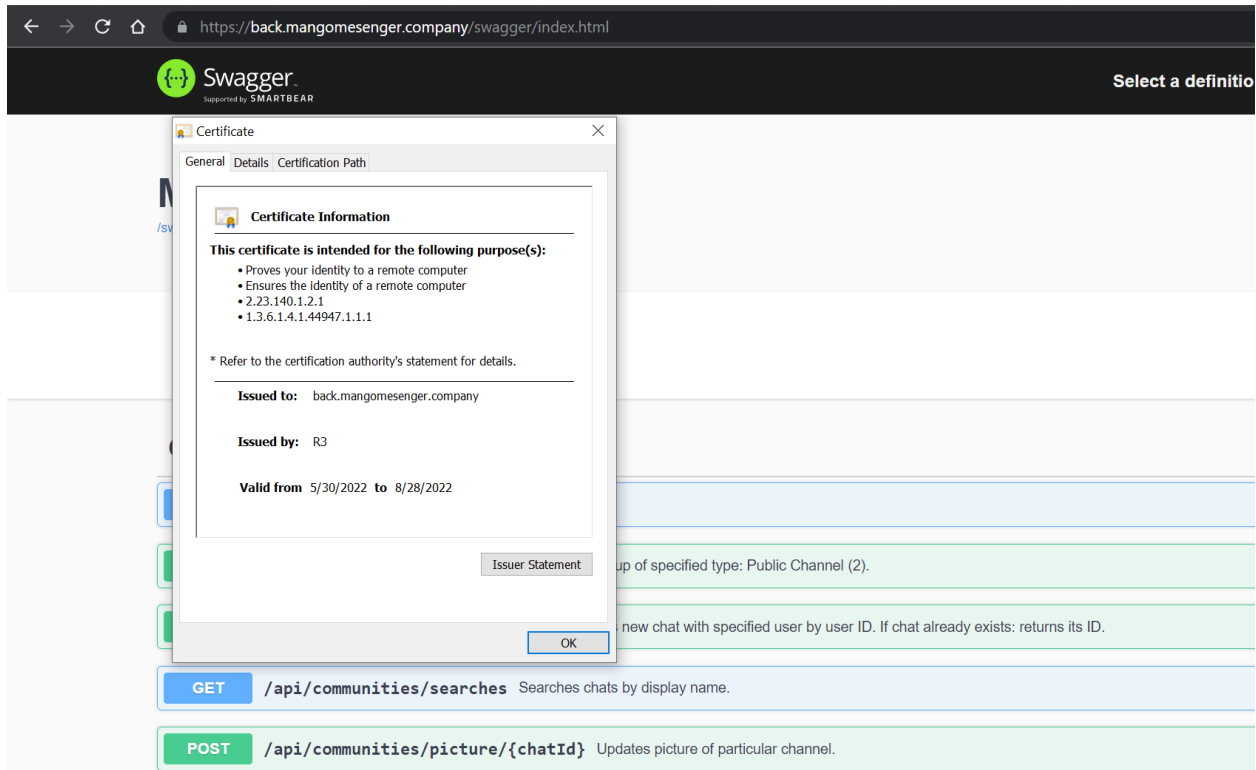 https://back.mangomesenger.company/swagger/index.html
Swagger
Supported by SMARTBEAR
Select a definitio
Certificate
General Details Certification Path
/sw
Certificate Information
This certificate is intended for the following purpose(s):
• Proves your identity to a remote computer
• Ensures the identity of a remote computer
• 2.23.140.1.2.1
• 1.3.6.1.4.1.44947.1.1.1
* Refer to the certification authority's statement for details.
Issued to: back.mangomesenger.company
Issued by: R3
Valid from 5/30/2022 to 8/28/2022
Issuer Statement
up of specified type: Public Channel (2).
new chat with specified user by user ID. If chat already exists: returns its ID.
OK
GET /api/communities/searches Searches chats by display name.
POST /api/communities/picture/{chatId} Updates picture of particular channel.